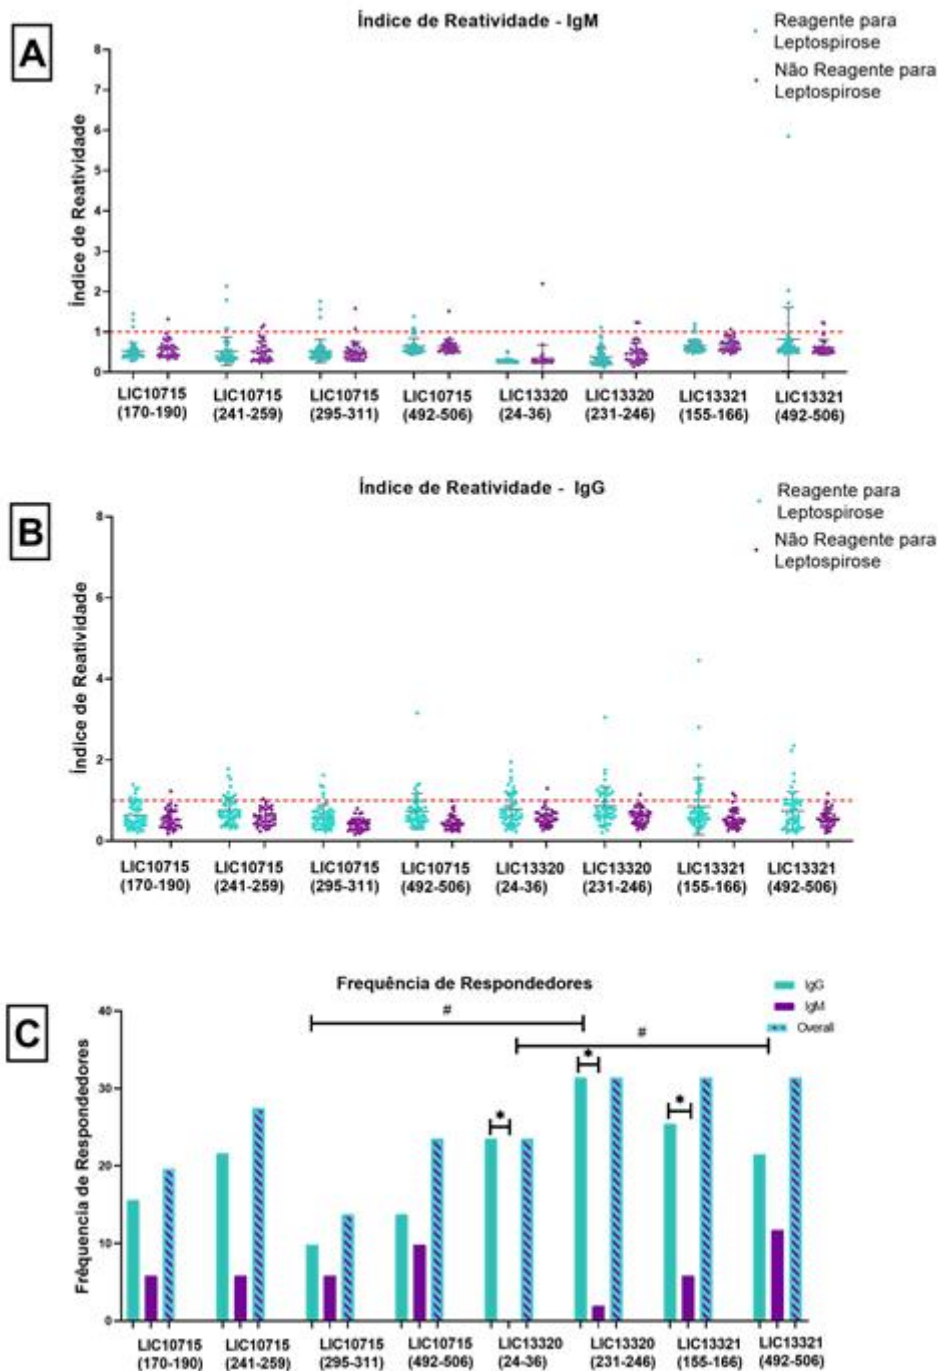 A
Índice de Reatividade - IgM
Reagente para
Leptospirose
Não Reagente para
Leptospirose
Índice de Reatividade
8
7
6
5
4
3
2
1
0
LIC10715 LIC10715 LIC10715 LIC10715 LIC13320 LIC13320 LIC13321 LIC13321
(170-190) (241-259) (295-311) (492-506) (24-36) (231-246) (155-166) (492-506)
B
Índice de Reatividade - IgG
Reagente para
Leptospirose
Não Reagente para
Leptospirose
Índice de Reatividade
8
6
4
2
0
LIC10715 LIC10715 LIC10715 LIC10715 LIC13320 LIC13320 LIC13321 LIC13321
(170-190) (241-259) (295-311) (492-506) (24-36) (231-246) (155-166) (492-506)
C
Frequência de Respondedores
IgG
IgM
Overall
Fréquencia de Respondedores
40
30
20
10
0
#
#
*
*
*
LIC10715 LIC10715 LIC10715 LIC10715 LIC13320 LIC13320 LIC13321 LIC13321
(170-190) (241-259) (295-311) (492-506) (24-36) (231-246) (155-166) (492-506)